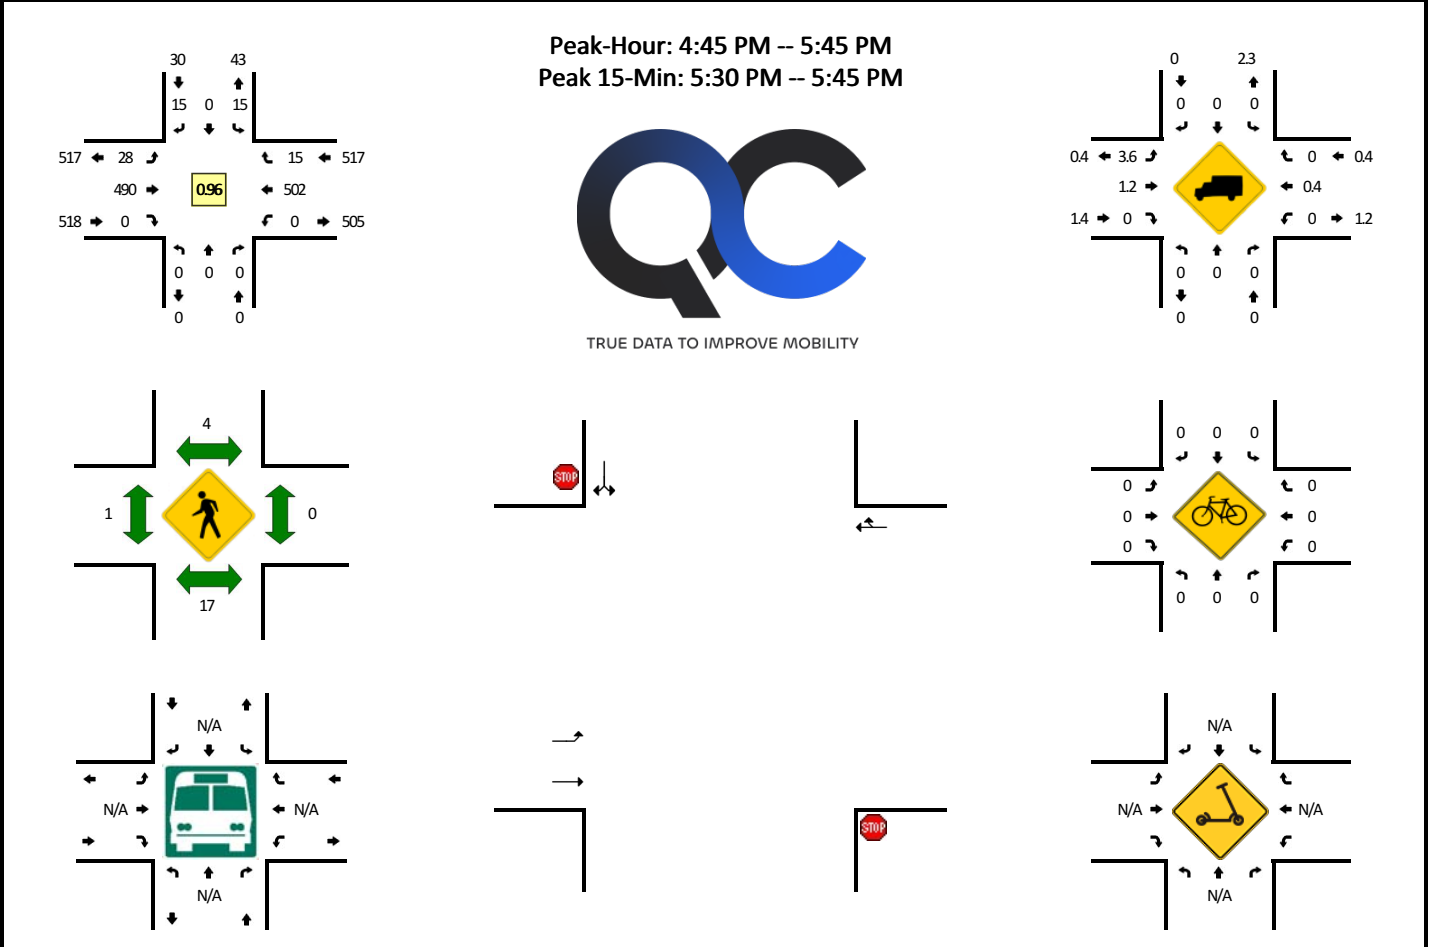 Peak-Hour: 4:45 PM -- 5:45 PM
Peak 15-Min: 5:30 PM -- 5:45 PM
30 43
15 0 15
517 28 15 517
490 0.96 502
518 0 0 505
0 0 0
0 0
TRUE DATA TO IMPROVE MOBILITY
0 2.3
0 0 0
0.4 3.6 0 0.4
1.2 0.4
1.4 0 0 1.2
0 0 0
0 0
4
1 0
17
STOP
STOP
0 0 0
0 0
0 0
0 0
0 0 0
N/A
N/A N/A
N/A
N/A
N/A N/A
N/A